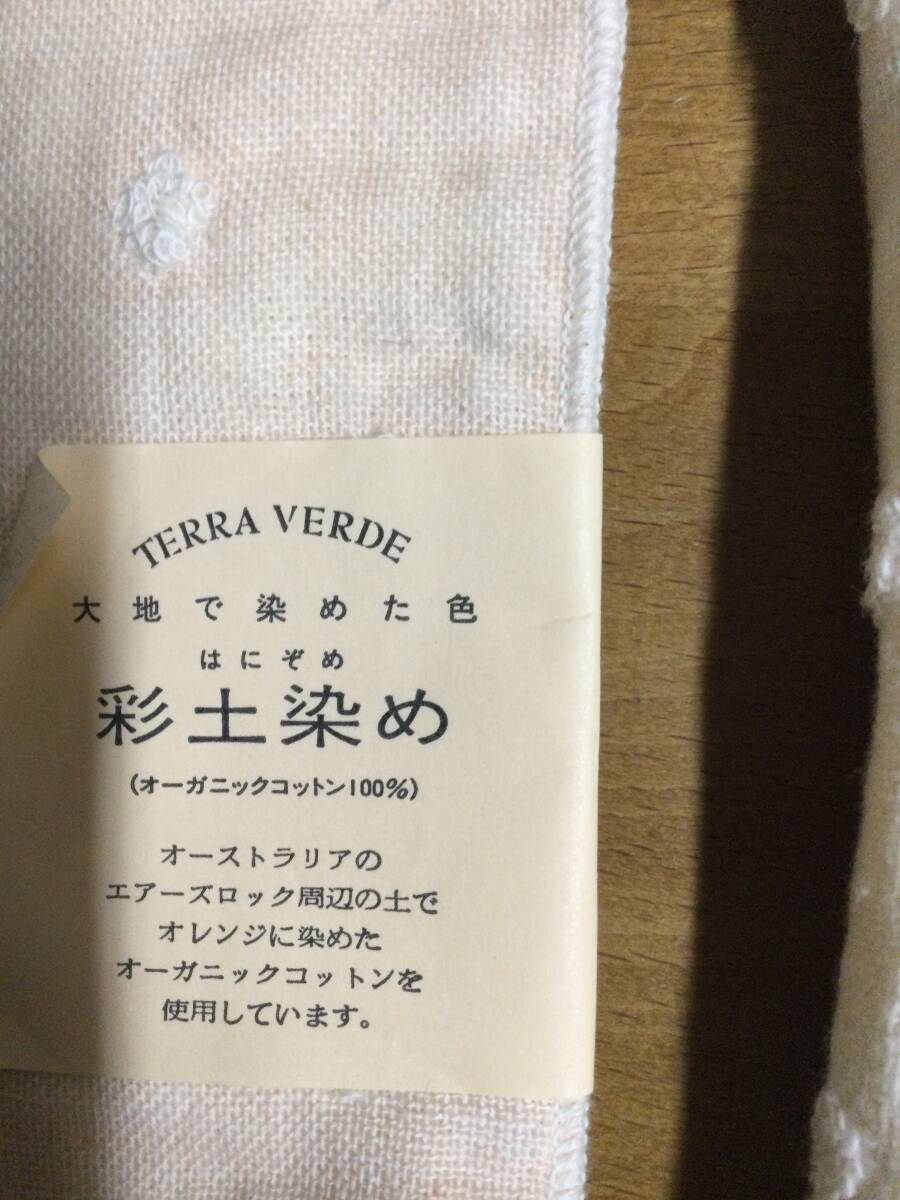 TERRA VERDE
大地で染めた色
はにぞめ
彩土染め
(オーガニックコットン100%)
オーストラリアの
エアーズロック周辺の土で
オレンジに染めた
オーガニックコットンを
使用しています。